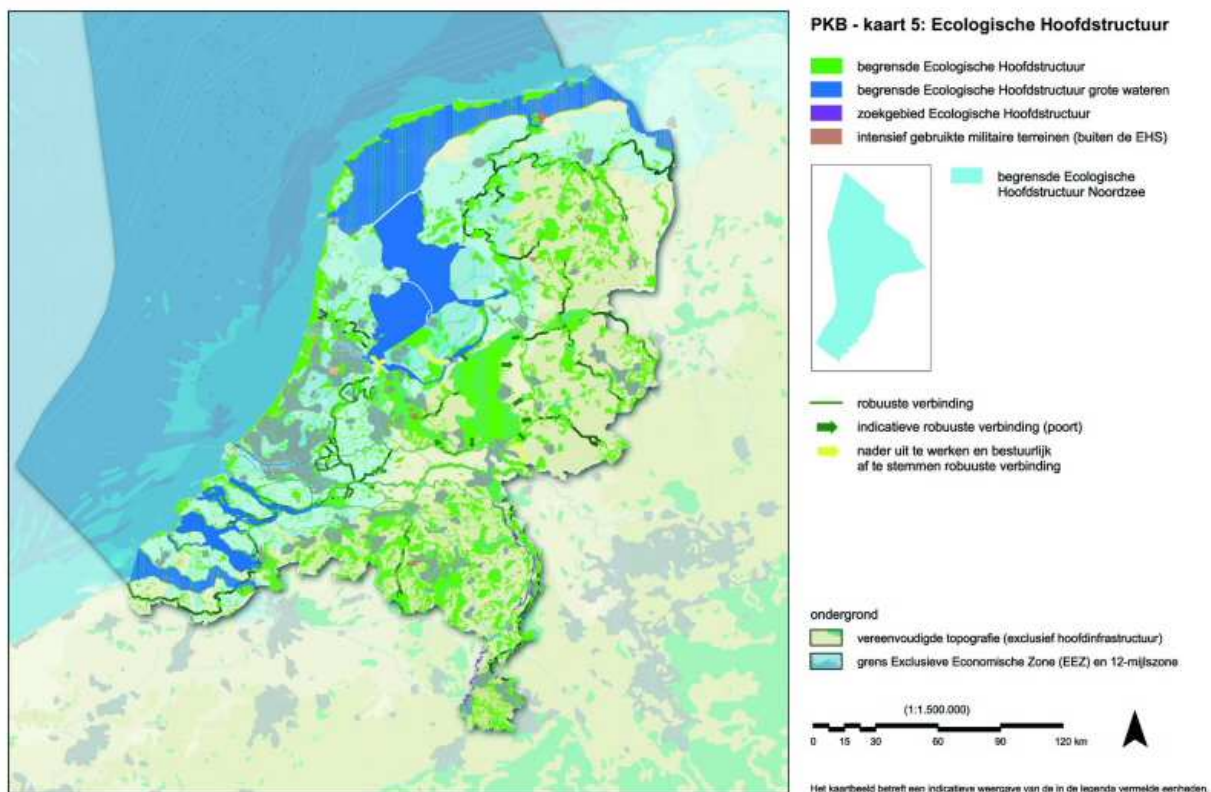 PKB - kaart 5: Ecologische Hoofdstructuur
begrensde Ecologische Hoofdstructuur
begrensde Ecologische Hoofdstructuur grote wateren
zoekgebied Ecologische Hoofdstructuur
intensief gebruikte militaire terreinen (buiten de EHS)
begrensde Ecologische
Hoofdstructuur Noordzee
robuuste verbinding
indicatieve robuuste verbinding (poort)
nader uit te werken en bestuurlijk
af te stemmen robuuste verbinding
ondergrond
vereenvoudigde topografie (exclusief hoofdinfrastructuur)
grens Exclusieve Economische Zone (EEZ) en 12-mijlszone
(1:1.500.000)
0 15 30 60 90 120 km
Het kaartbeeld betreft een indicatieve weergave van de in de legenda vermelde eenheden.